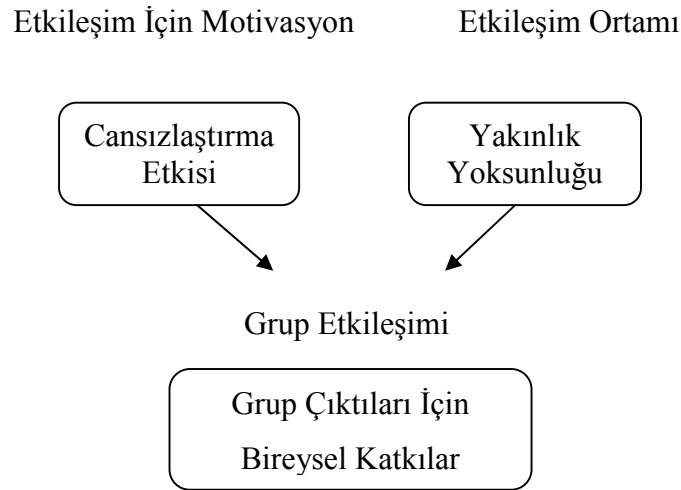 Etkileşim İçin Motivasyon
Etkileşim Ortamı
Cansızlaştırma
Etkisi
Yakınlık
Yoksunluğu
Grup Etkileşimi
Grup Çıktıları İçin
Bireysel Katkılar